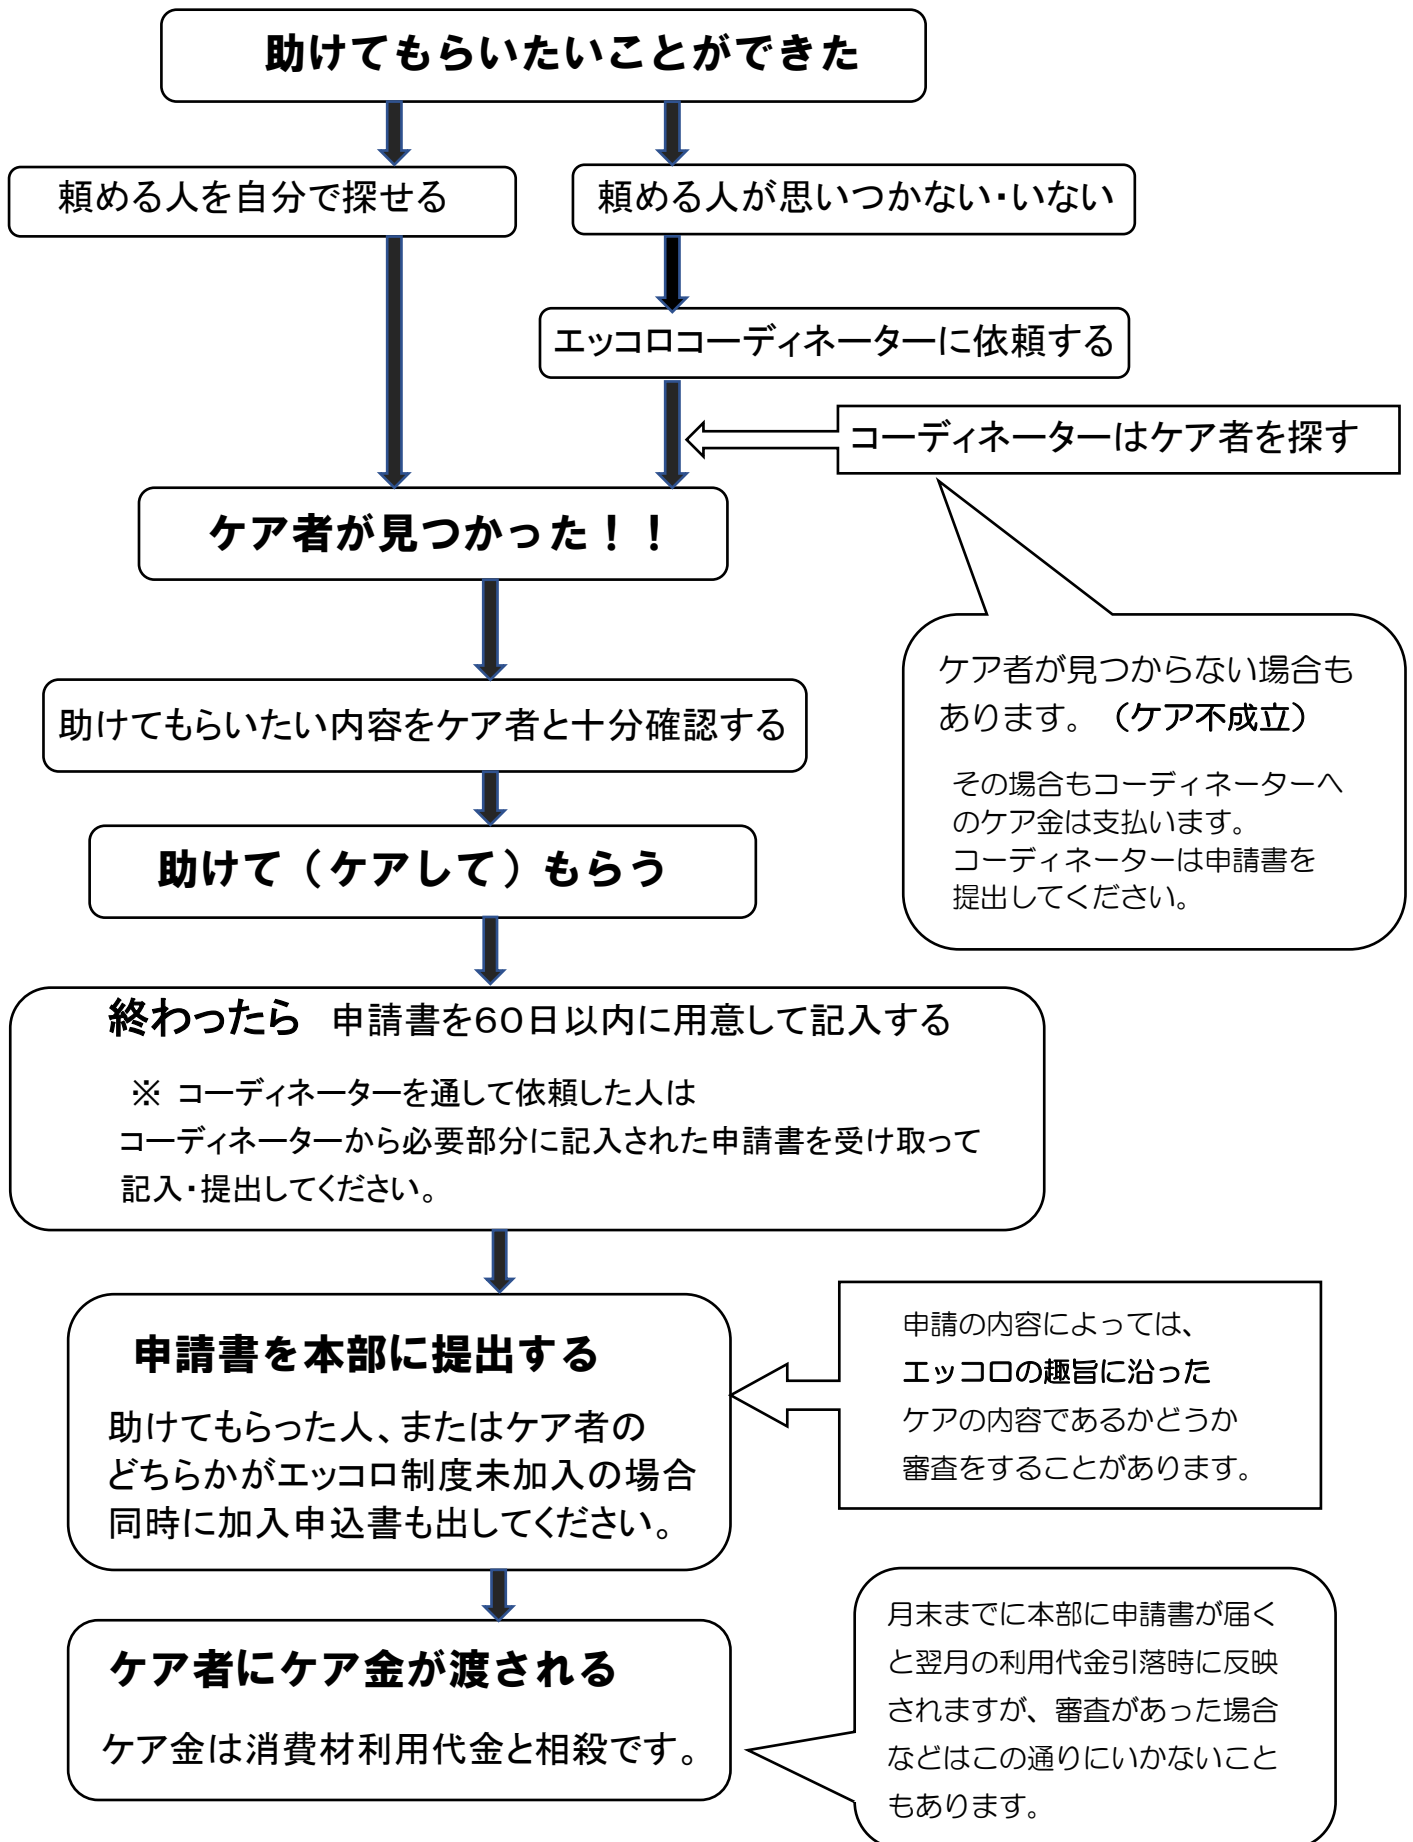 助けてもらいたいことができた
頼める人を自分で探せる
頼める人が思いつかない・いない
エッコロコーディネーターに依頼する
コーディネーターはケア者を探す
ケア者が見つかった！！
ケア者が見つからない場合も
あります。（ケア不成立）
その場合もコーディネーターへ
のケア金は支払います。
コーディネーターは申請書を
提出してください。
助けてもらいたい内容をケア者と十分確認する
助けて（ケアして）もらう
終わったら　申請書を６０日以内に用意して記入する
※ コーディネーターを通して依頼した人は
コーディネーターから必要部分に記入された申請書を受け取って
記入・提出してください。
申請書を本部に提出する
助けてもらった人、またはケア者の
どちらかがエッコロ制度未加入の場合
同時に加入申込書も出してください。
申請の内容によっては、
エッコロの趣旨に沿った
ケアの内容であるかどうか
審査をすることがあります。
ケア者にケア金が渡される
ケア金は消費材利用代金と相殺です。
月末までに本部に申請書が届く
と翌月の利用代金引落時に反映
されますが、審査があった場合
などはこの通りにいかないこと
もあります。